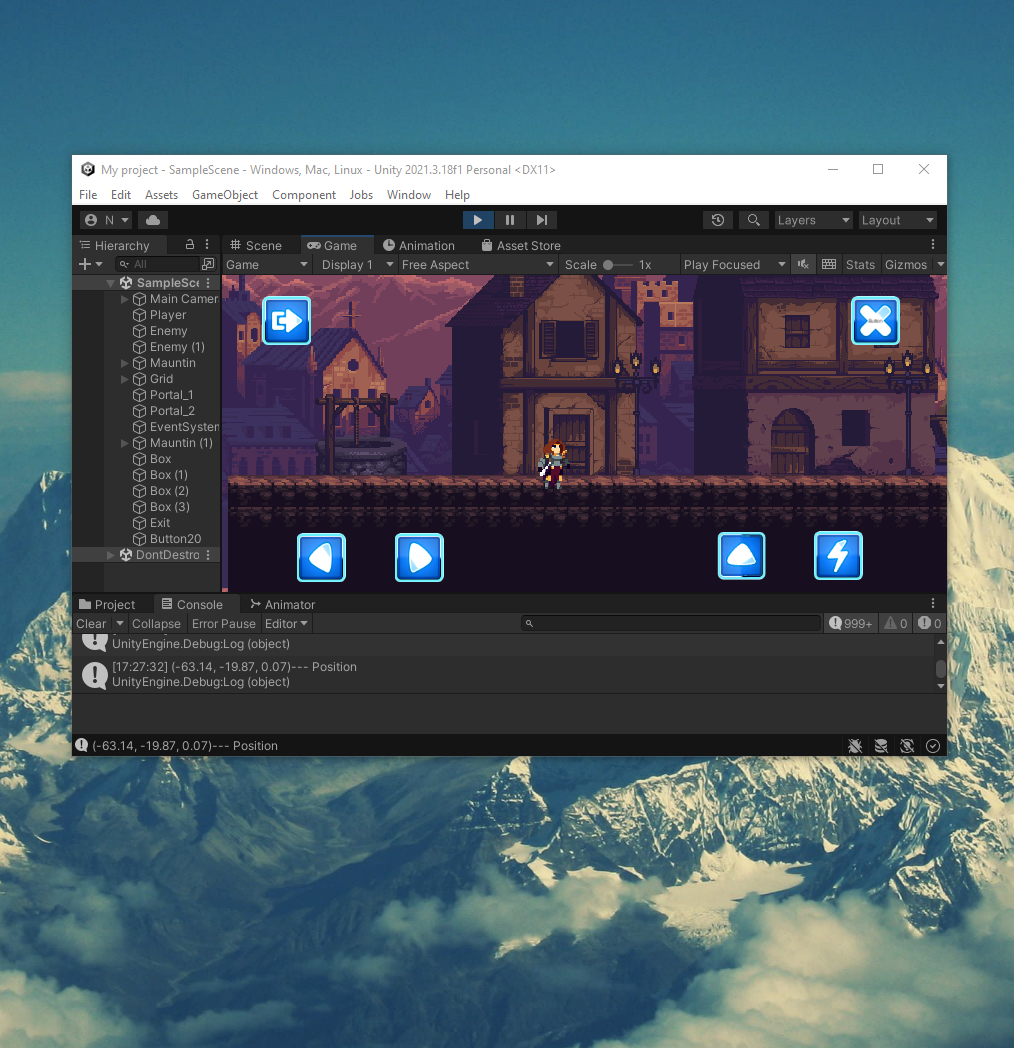 My project - SampleScene - Windows, Mac, Linux - Unity 2021.3.18f1 Personal <DX11>
File Edit Assets GameObject Component Jobs Window Help
N Layers Layout
Hierarchy Scene Game Animation Asset Store
All Game Display 1 Free Aspect Scale 1x Play Focused Stats Gizmos
SampleSce
Main Camer
Player
Enemy
Enemy (1)
Mauntin
Grid
Portal_1
Portal_2
EventSystem
Mauntin (1)
Box
Box (1)
Box (2)
Box (3)
Exit
Button20
DontDestro
Project Console Animator
Clear Collapse Error Pause Editor 999+ 0 0
UnityEngine.Debug:Log (object)
[17:27:32] (-63.14, -19.87, 0.07)--- Position
UnityEngine.Debug:Log (object)
(-63.14, -19.87, 0.07)--- Position